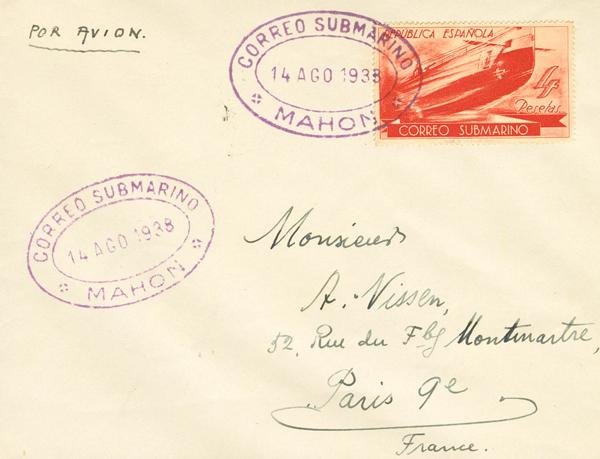 POR AVION.
CORREO SUBMARINO
14 AGO 1938
MAHON
REPUBLICA ESPAÑOLA
4
Pesetas
CORREO SUBMARINO
CORREO SUBMARINO
14 AGO 1938
MAHON
Monsieur
A. Nissen,
52, Rue du Fbg Montmartre,
Paris 9e
France.